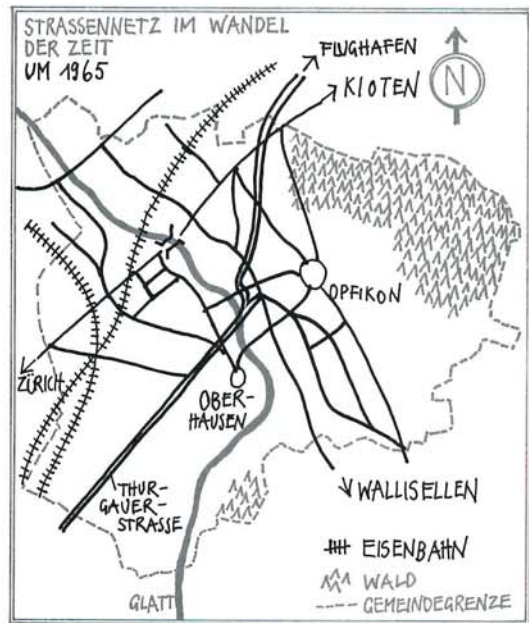 STRASSENNETZ IM WANDEL
DER ZEIT
UM 1965
FLUGHAFEN
KLOTEN
N
OPFIKON
ZÜRICH
OBER-
HAUSEN
THUR-
GAUER-
STRASSE
WALLISELLEN
EISENBAHN
WALD
GEMEINDEGRENZE
GLATT